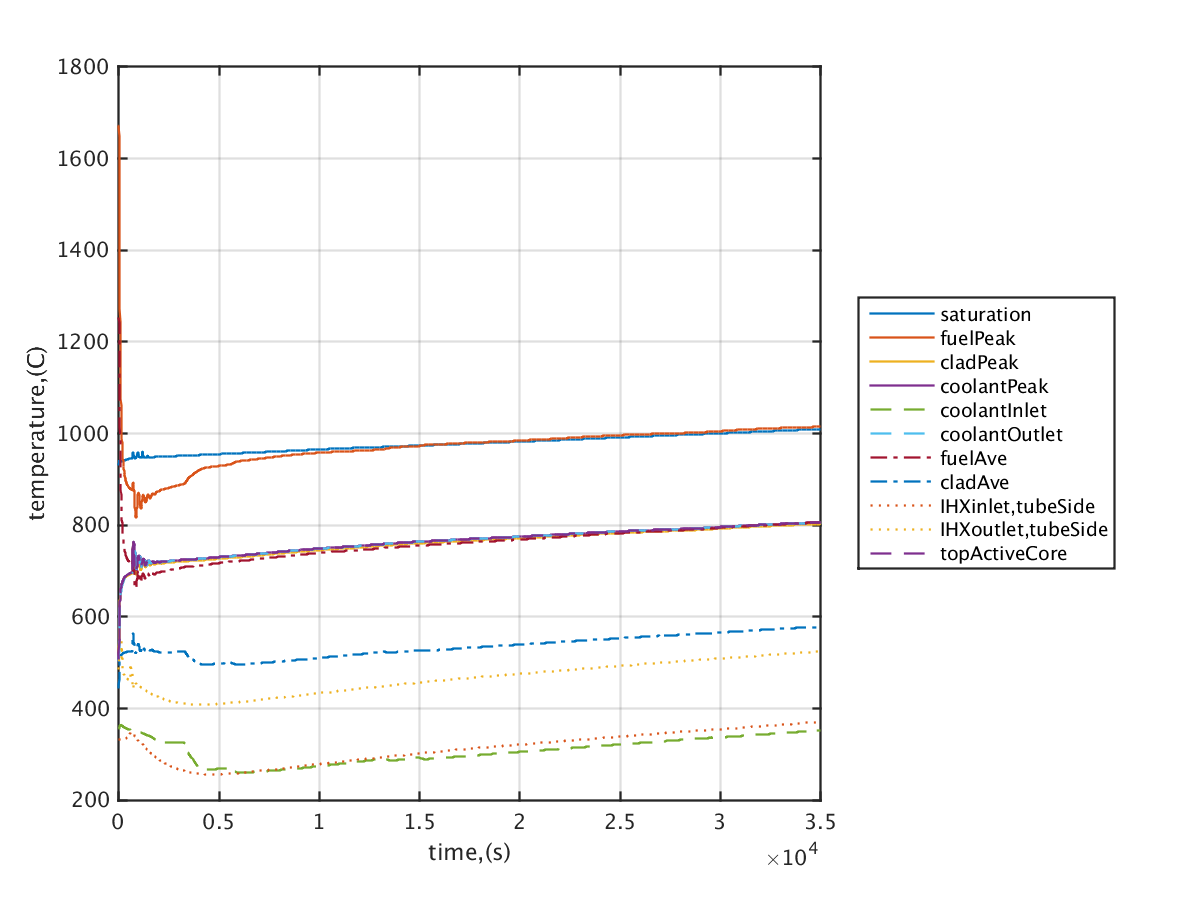 1800
1600
1400
1200
1000
800
600
400
200
temperature,(C)
0
0.5
1
1.5
2
2.5
3
3.5
time,(s)
×10^4
saturation
fuelPeak
cladPeak
coolantPeak
coolantInlet
coolantOutlet
fuelAve
cladAve
IHXinlet,tubeSide
IHXoutlet,tubeSide
topActiveCore